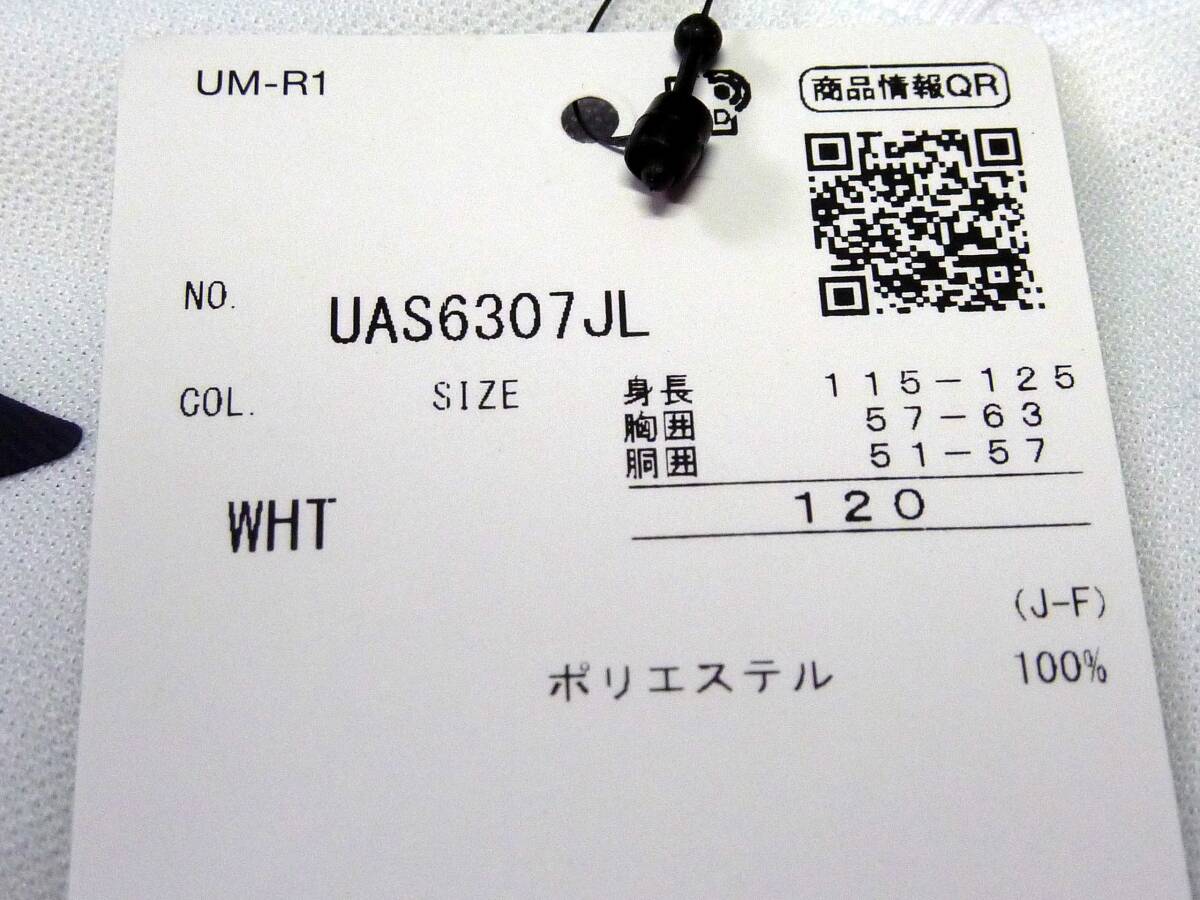 UM-R1
商品情報QR
NO.
UAS6307JL
COL.
SIZE
身長 115-125
胸囲 57-63
胴囲 51-57
120
WHT
(J-F)
ポリエステル 100%